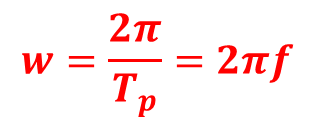 w = 2π / T_p = 2πf